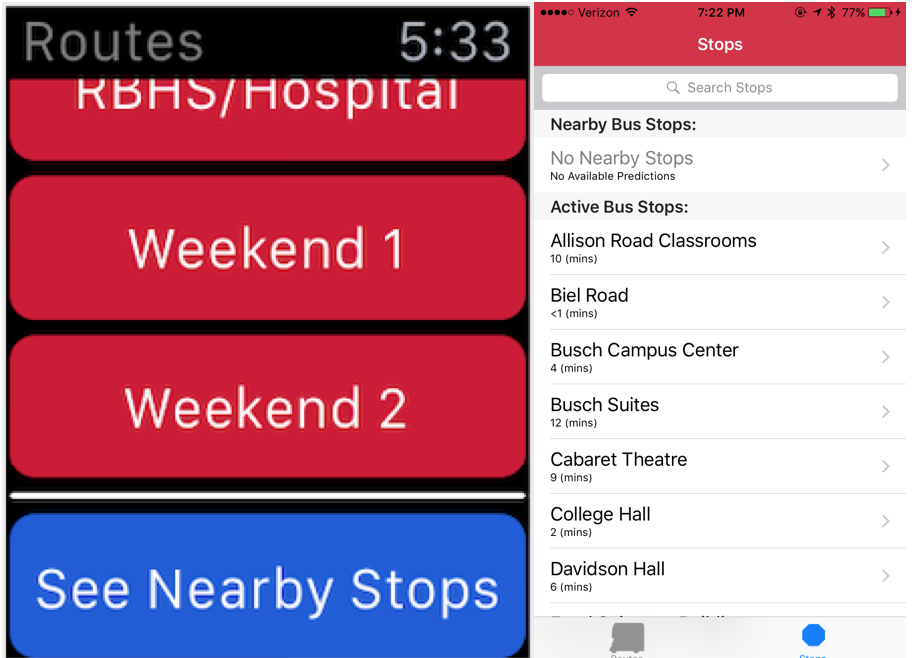 Routes 5:33
RBHS/Hospital
Weekend 1
Weekend 2
See Nearby Stops
Verizon 7:22 PM 77%
Stops
Search Stops
Nearby Bus Stops:
No Nearby Stops
No Available Predictions
Active Bus Stops:
Allison Road Classrooms
10 (mins)
Biel Road
<1 (mins)
Busch Campus Center
4 (mins)
Busch Suites
12 (mins)
Cabaret Theatre
9 (mins)
College Hall
2 (mins)
Davidson Hall
6 (mins)
Routes Stops